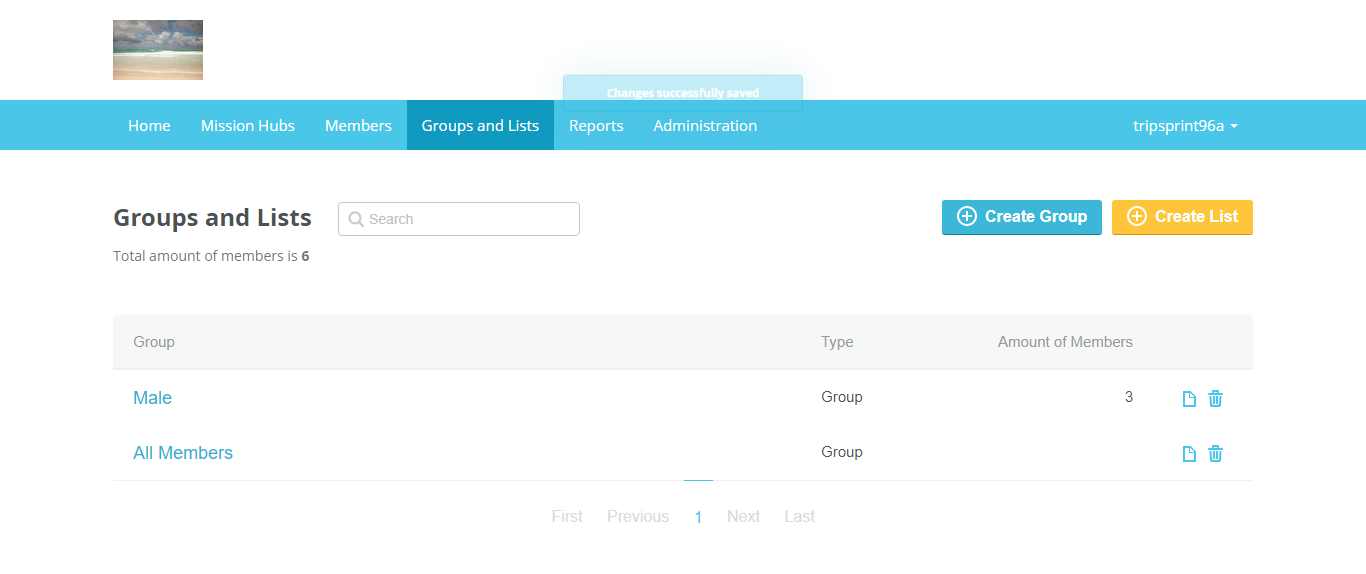 Changes successfully saved
Home Mission Hubs Members Groups and Lists Reports Administration tripsprint96a
Groups and Lists Search Create Group Create List
Total amount of members is 6
Group Type Amount of Members
Male Group 3
All Members Group
First Previous 1 Next Last